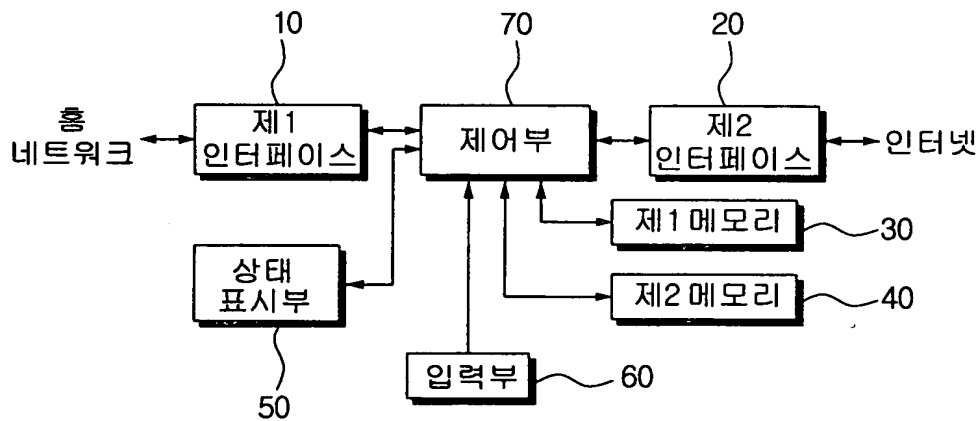 10
70
20
홈
네트워크
제1
인터페이스
제어부
제2
인터페이스
인터넷
제1메모리
30
상태
표시부
제2메모리
40
50
입력부
60